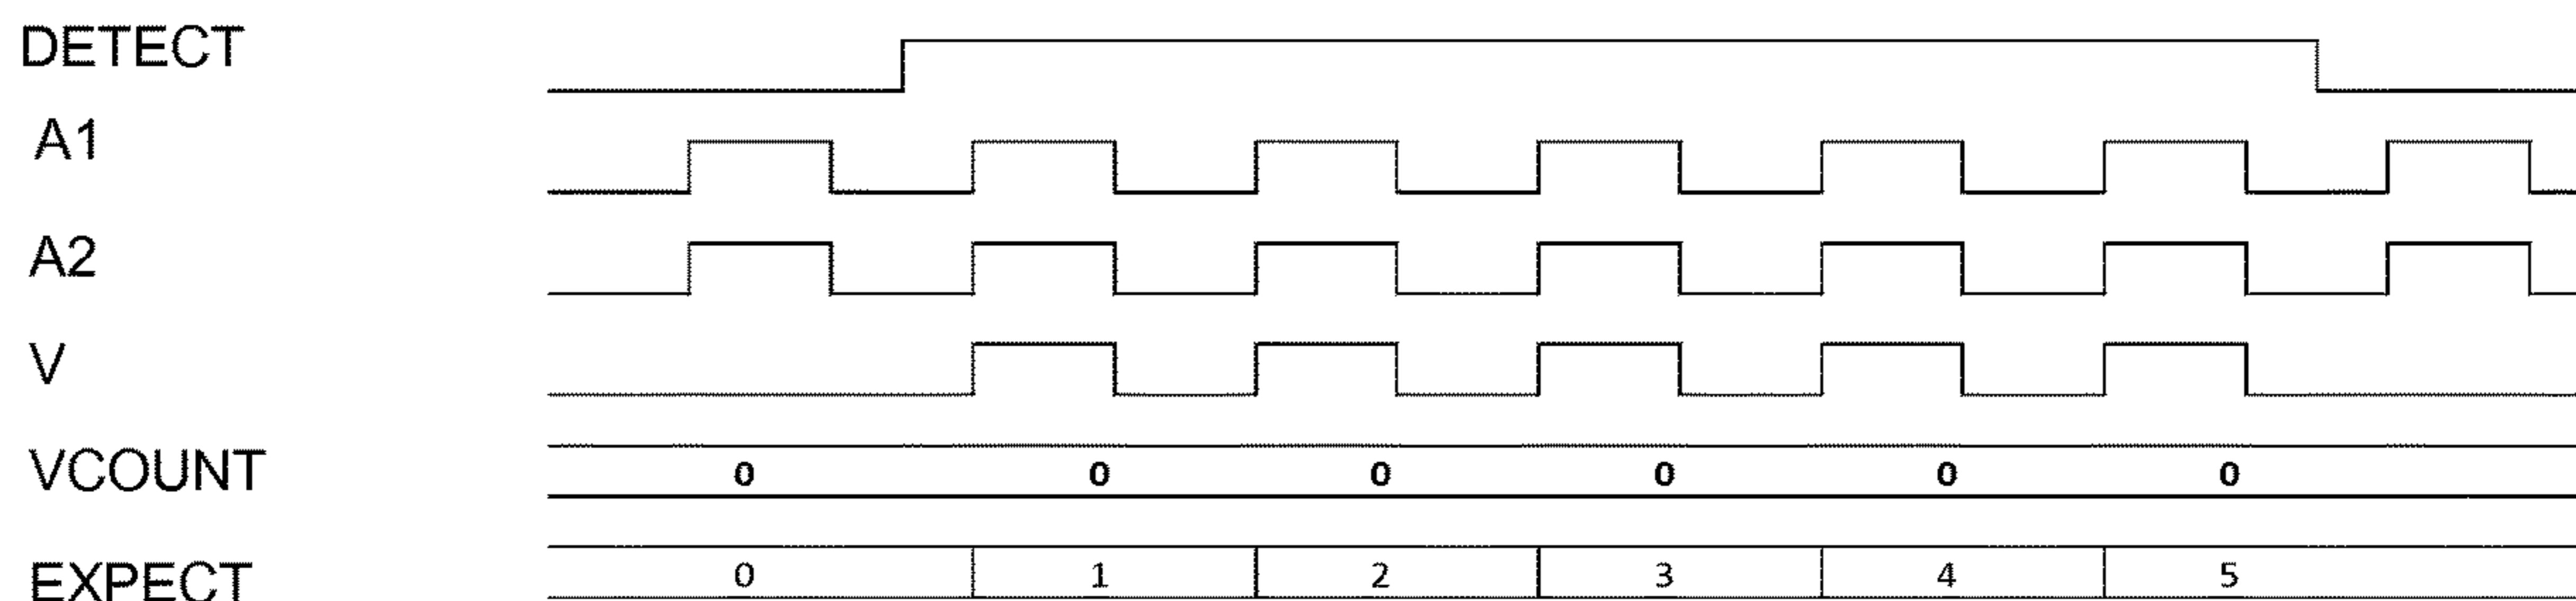 DETECT
A1
A2
V
VCOUNT 0 0 0 0 0 0
EXPECT 0 1 2 3 4 5